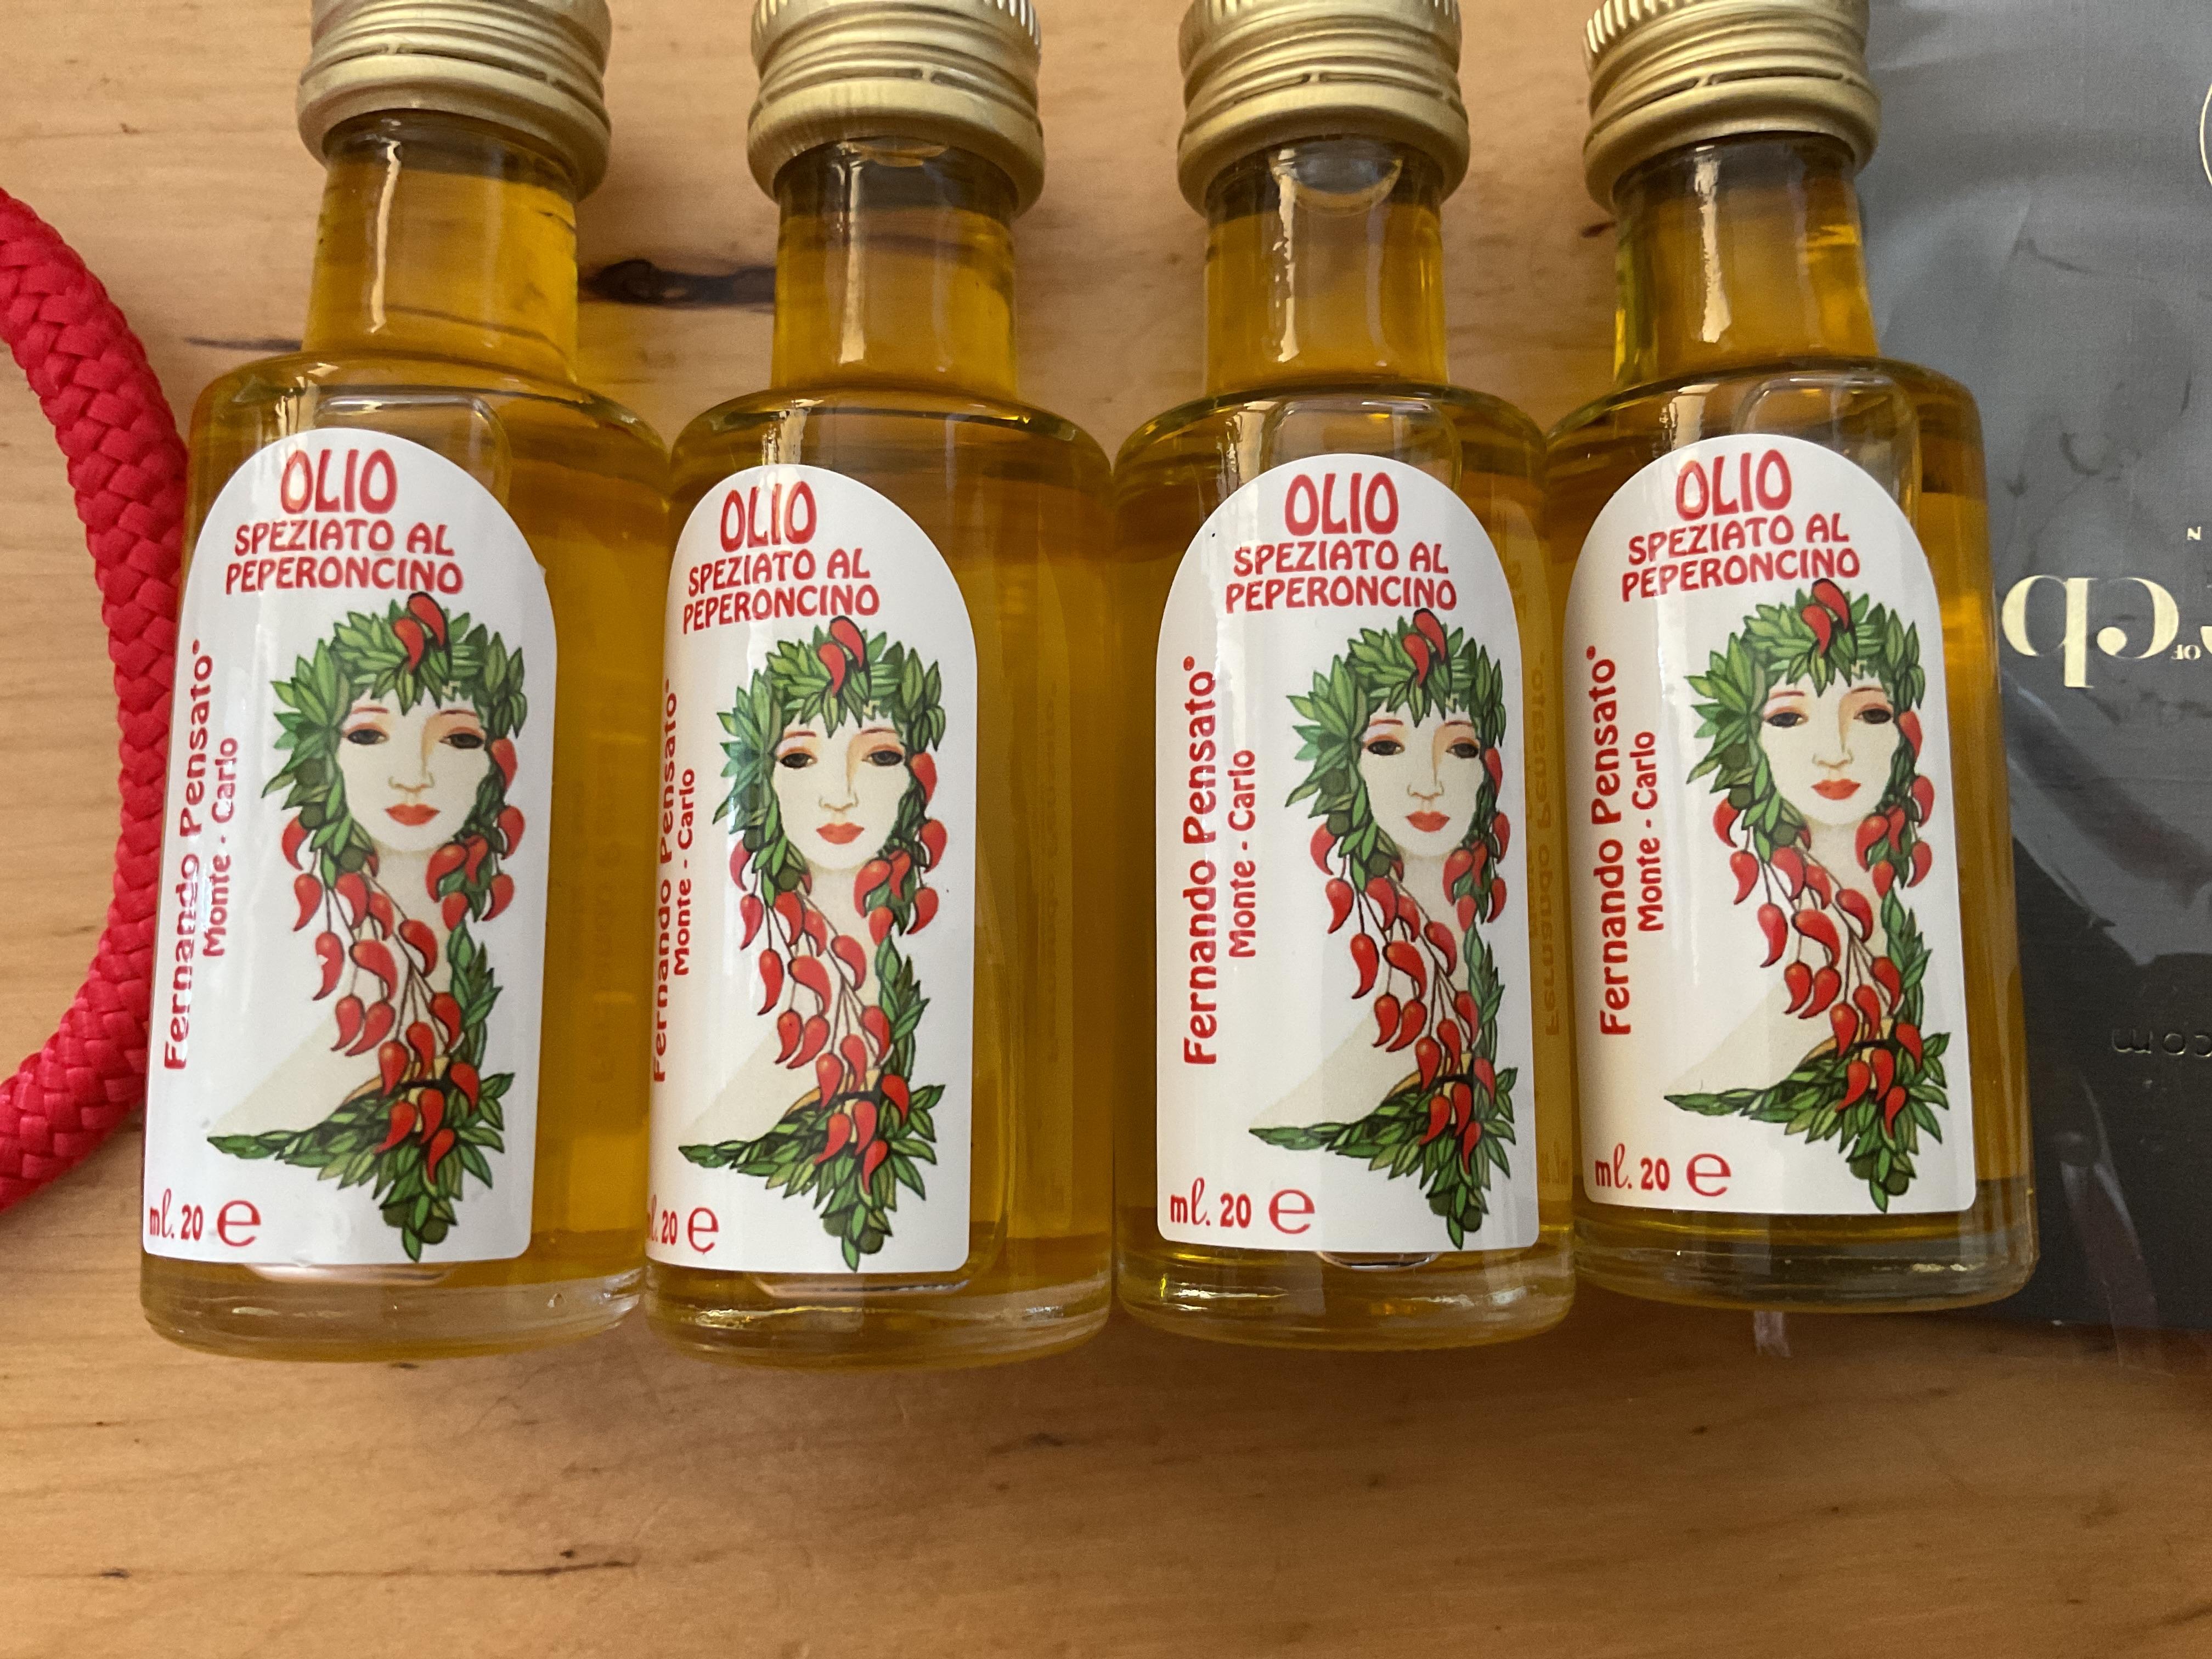 OLIO
SPEZIATO AL
PEPERONCINO
Fernando Pensato®
Monte - Carlo
ml. 20 e
OLIO
SPEZIATO AL
PEPERONCINO
Fernando Pensato®
Monte - Carlo
ml. 20 e
OLIO
SPEZIATO AL
PEPERONCINO
Fernando Pensato®
Monte - Carlo
ml. 20 e
OLIO
SPEZIATO AL
PEPERONCINO
Fernando Pensato®
Monte - Carlo
ml. 20 e
OF
com